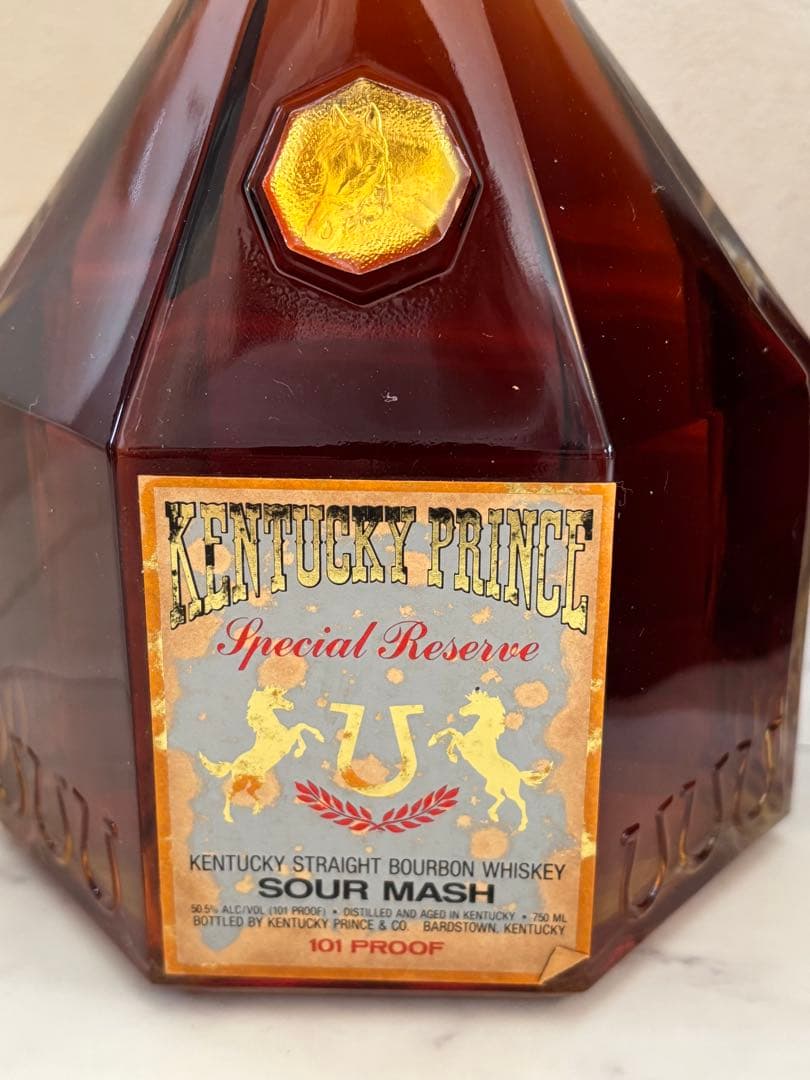 KENTUCKY PRINCE
Special Reserve
KENTUCKY STRAIGHT BOURBON WHISKEY
SOUR MASH
50.5% ALC/VOL (101 PROOF) • DISTILLED AND AGED IN KENTUCKY • 750 ML
BOTTLED BY KENTUCKY PRINCE & CO. BARDSTOWN, KENTUCKY
101 PROOF